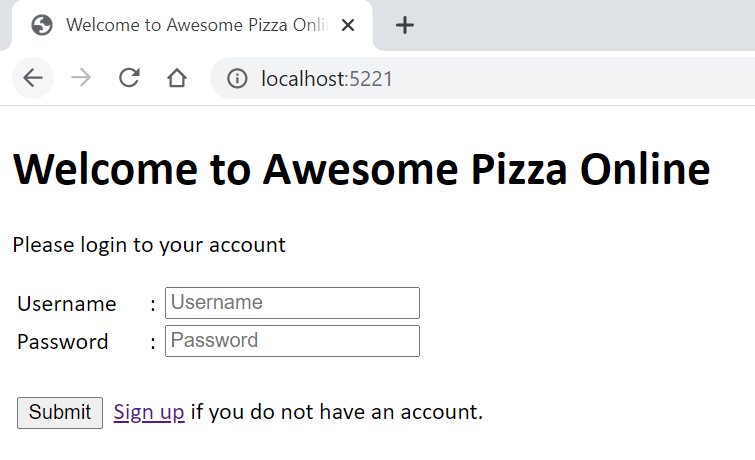 Welcome to Awesome Pizza Onli
localhost:5221
Welcome to Awesome Pizza Online
Please login to your account
Username : Username
Password : Password
Submit Sign up if you do not have an account.